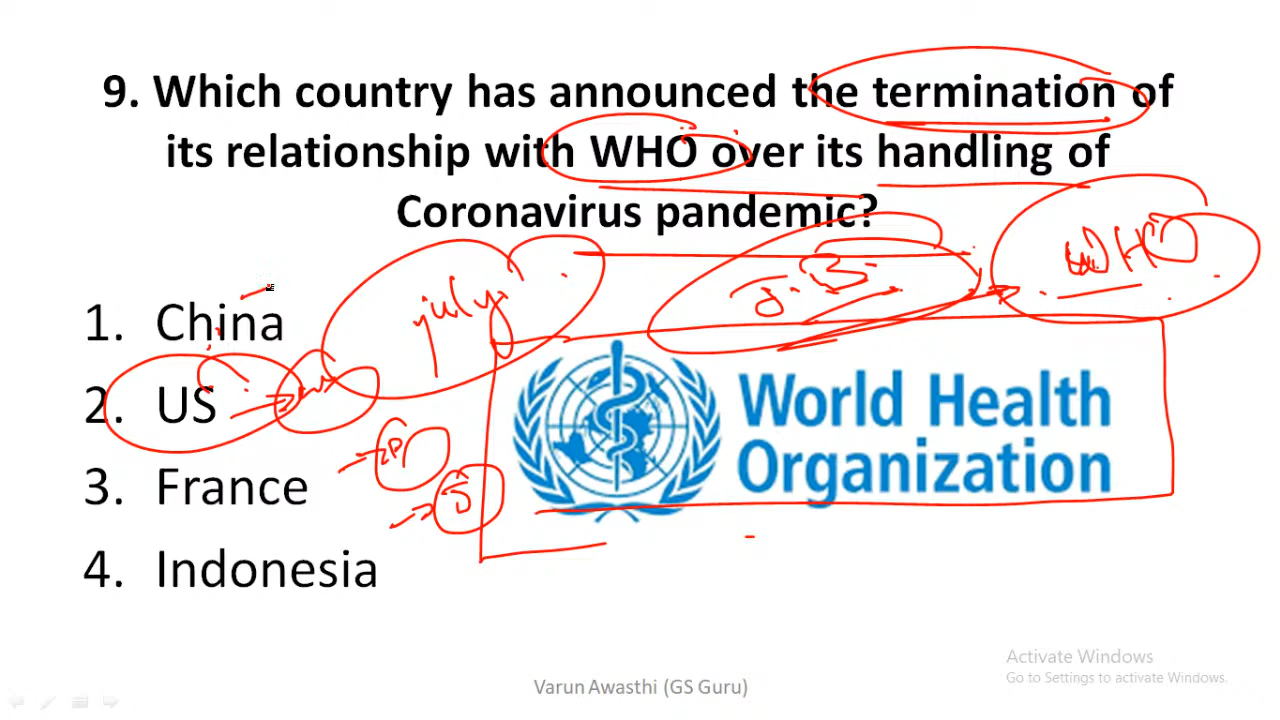 9. Which country has announced the termination of
its relationship with WHO over its handling of
Coronavirus pandemic?
WHO
J.B
july
1. China
2. US
3. France
4. Indonesia
World Health
Organization
Activate Windows
Go to Settings to activate Windows.
Varun Awasthi (GS Guru)